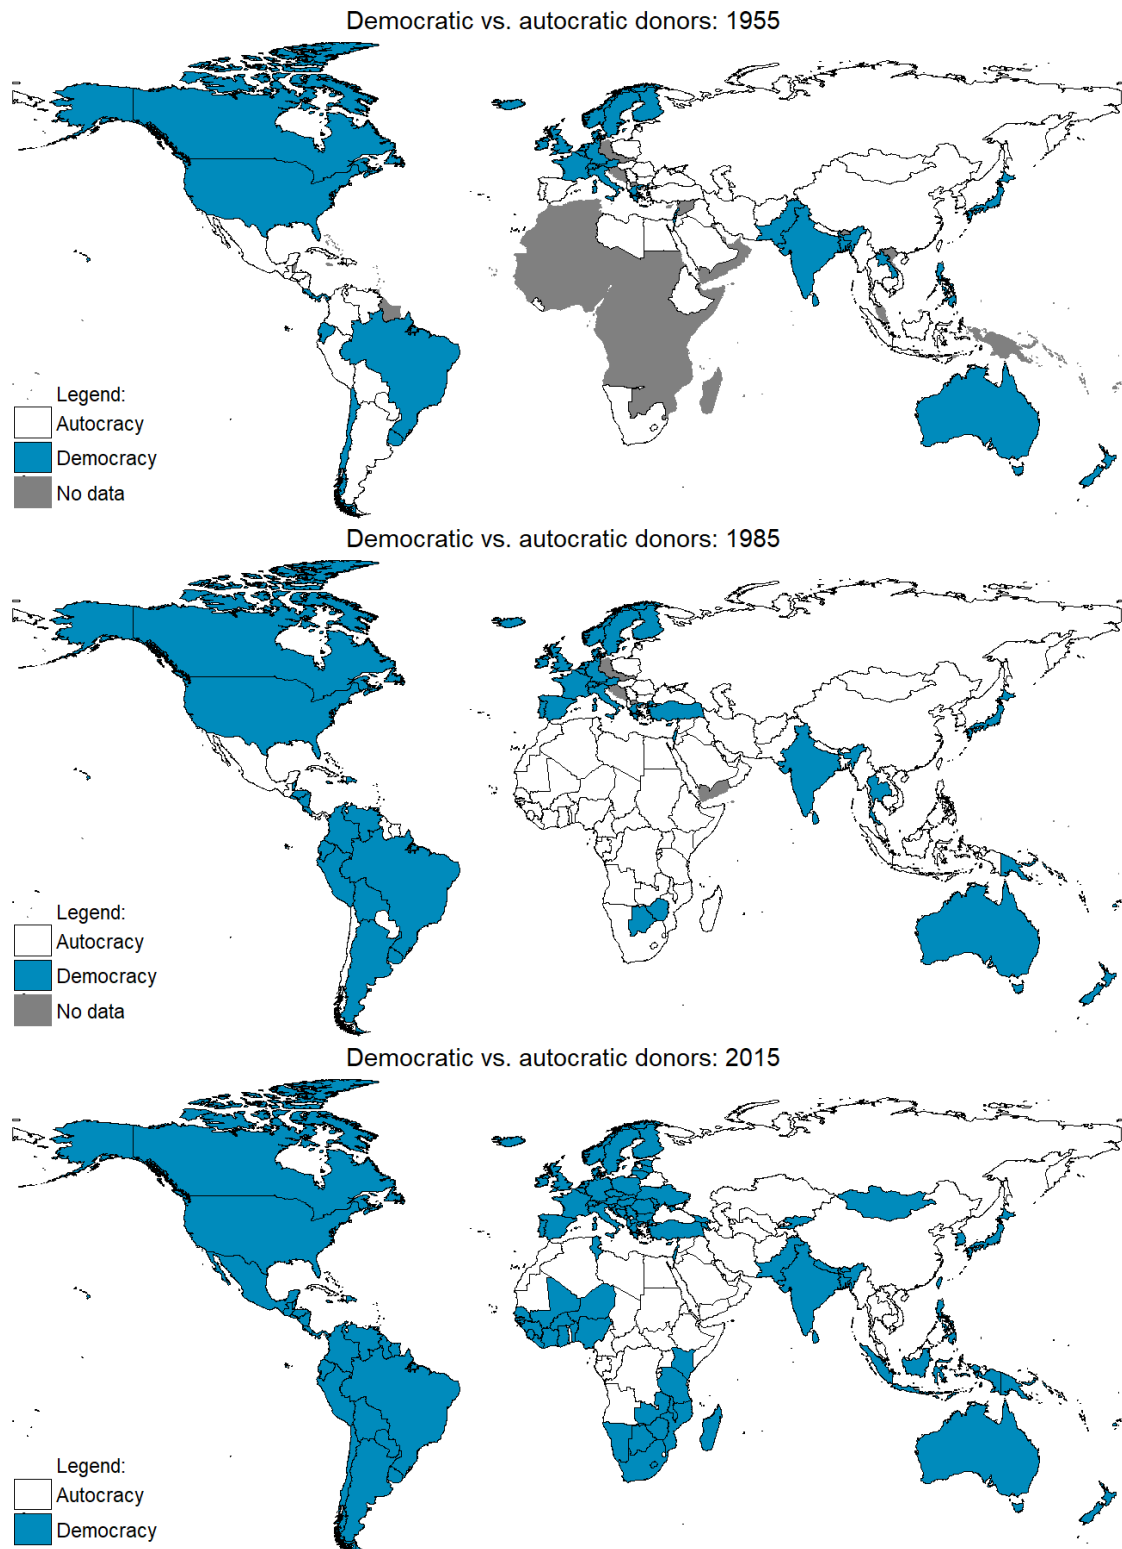 Democratic vs. autocratic donors: 1955
Legend:
Autocracy
Democracy
No data
Democratic vs. autocratic donors: 1985
Legend:
Autocracy
Democracy
No data
Democratic vs. autocratic donors: 2015
Legend:
Autocracy
Democracy